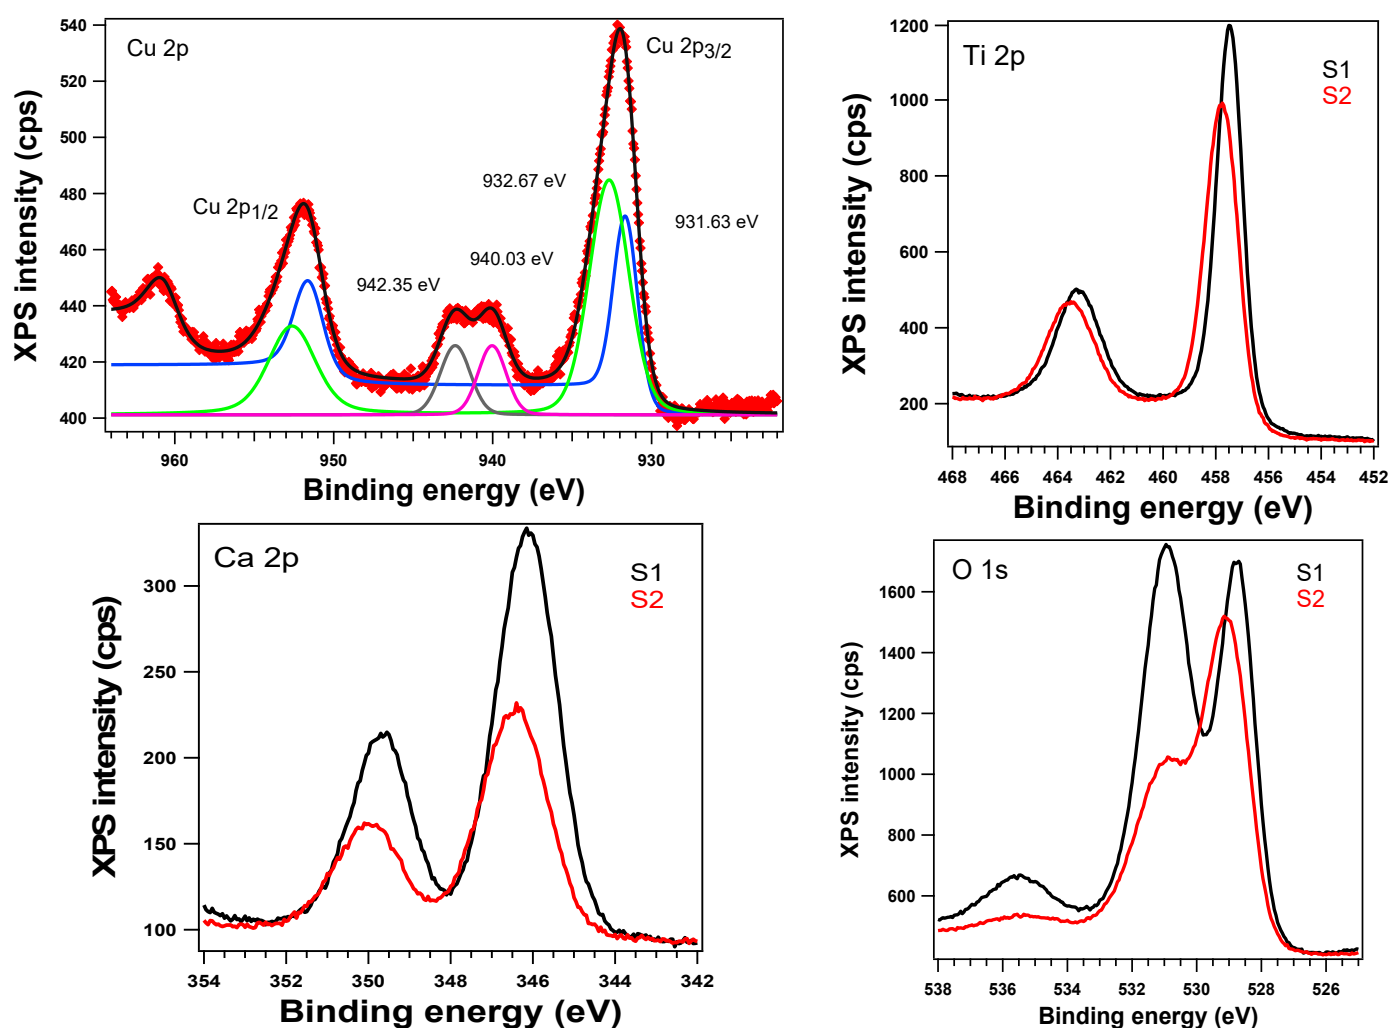 Cu 2p
Cu 2p3/2
Cu 2p1/2
932.67 eV
931.63 eV
940.03 eV
942.35 eV
XPS intensity (cps)
540
520
500
480
460
440
420
400
960
950
940
930
Binding energy (eV)
Ti 2p
S1
S2
XPS intensity (cps)
1200
1000
800
600
400
200
468
466
464
462
460
458
456
454
452
Binding energy (eV)
Ca 2p
S1
S2
XPS intensity (cps)
300
250
200
150
100
354
352
350
348
346
344
342
Binding energy (eV)
O 1s
S1
S2
XPS intensity (cps)
1600
1400
1200
1000
800
600
538
536
534
532
530
528
526
Binding energy (eV)